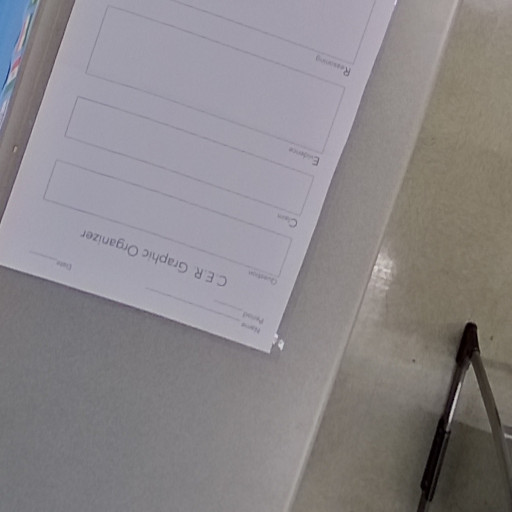 Name
Period
Date
C.E.R. Graphic Organizer
Question
Claim
Evidence
Reasoning